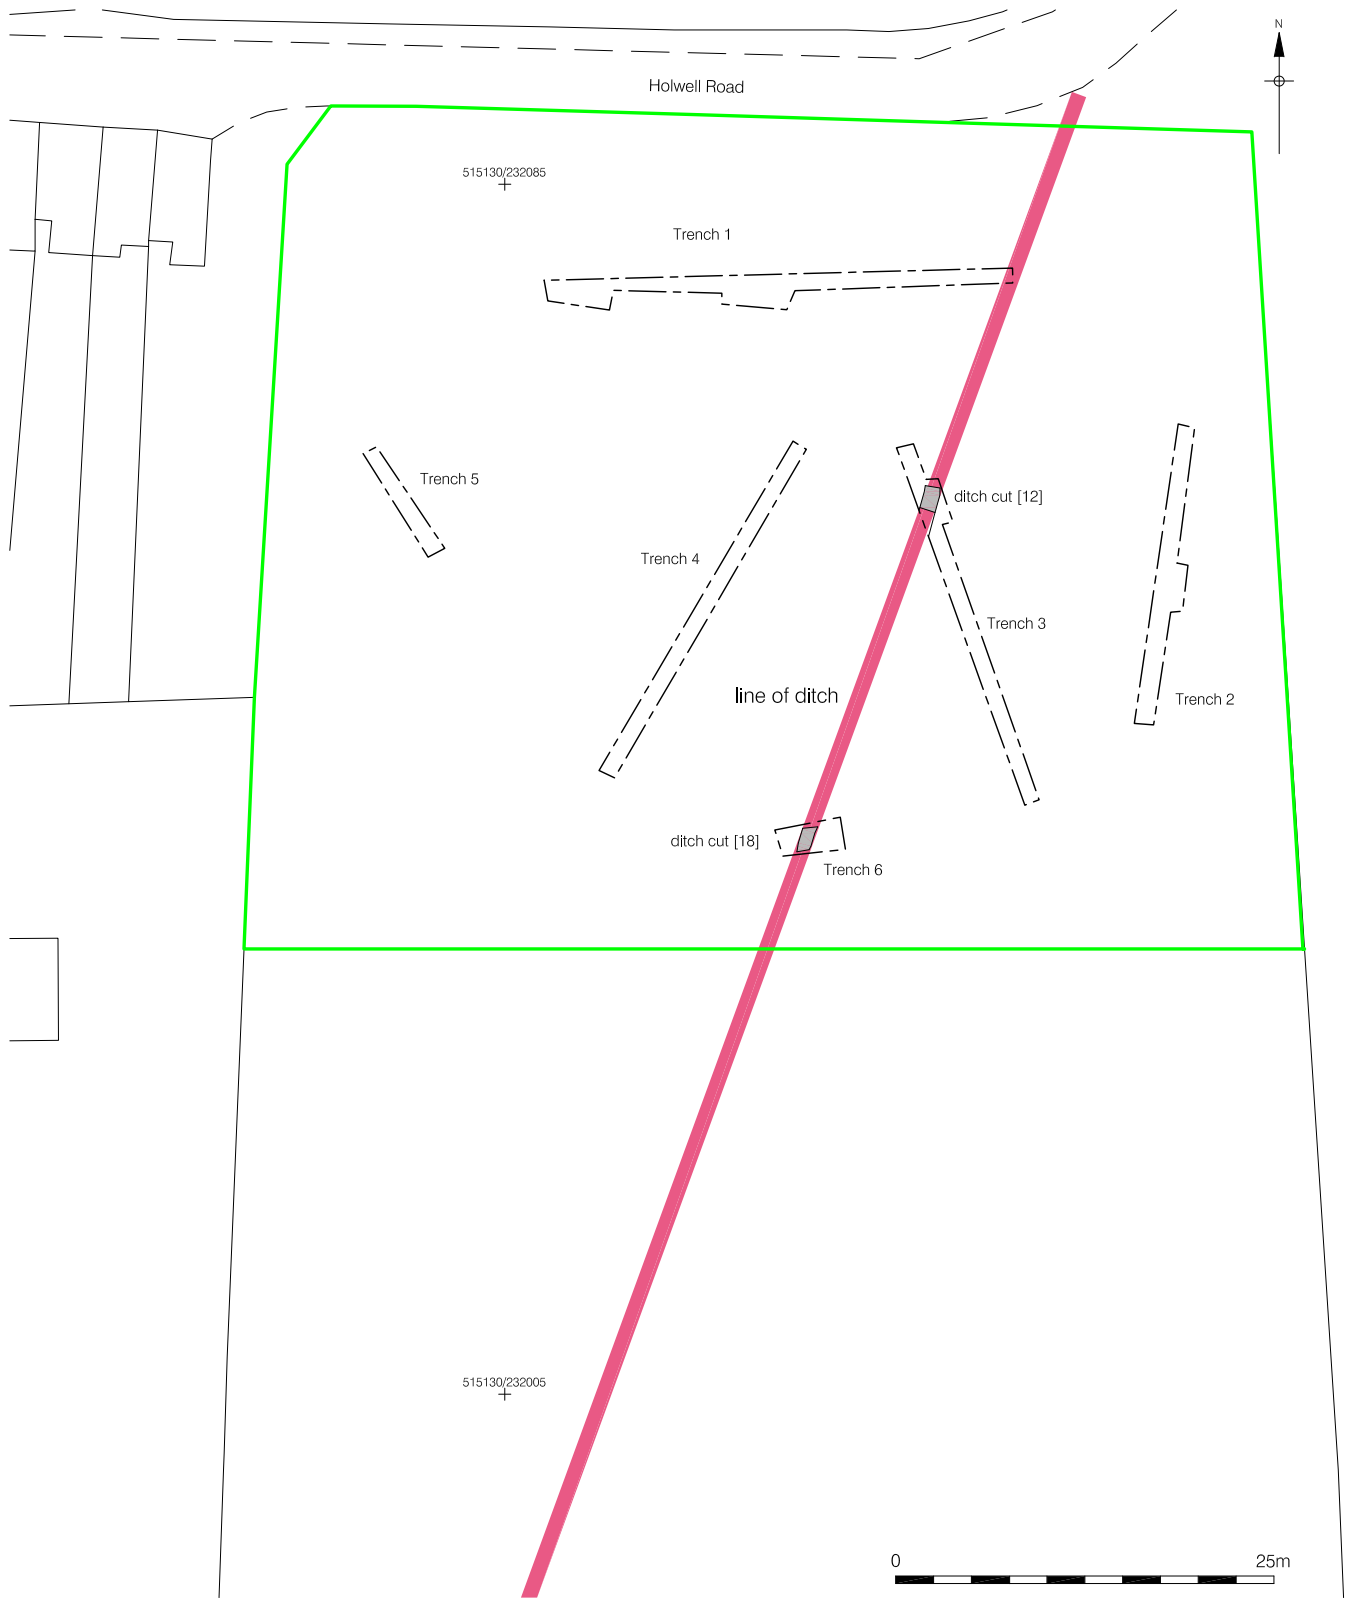 N
Holwell Road
515130/232085
Trench 1
Trench 5
ditch cut [12]
Trench 4
Trench 3
line of ditch
Trench 2
ditch cut [18]
Trench 6
515130/232005
0 25m